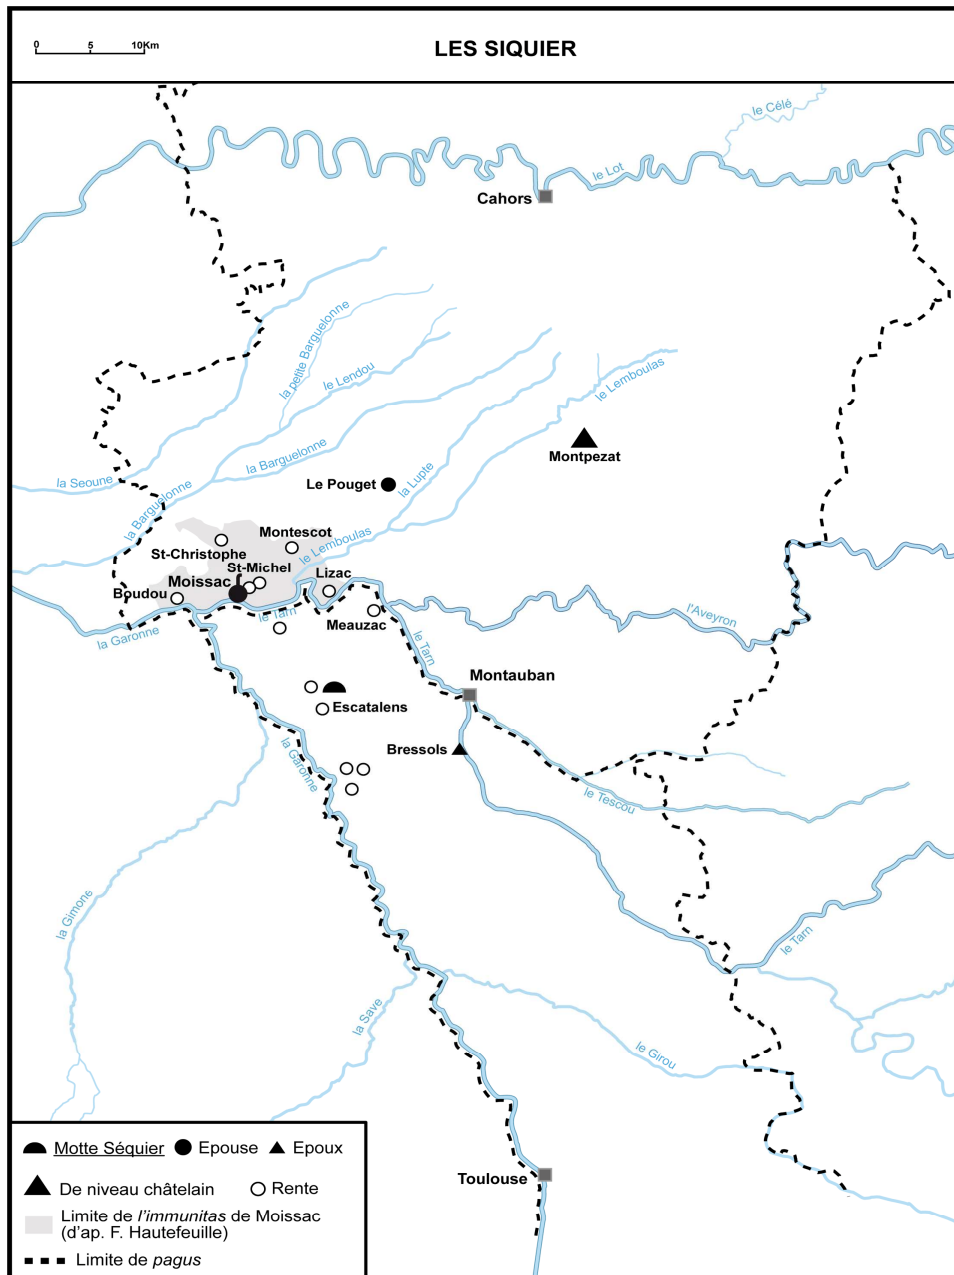 0 5 10Km
LES SIQUIER
le Célé
le Lot
Cahors
la petite Barguelonne
le Lendou
le Lemboulas
Montpezat
la Barguelonne
la Seoune
Le Pouget
la Lupte
la Barguelonne
Montescot
le Lemboulas
St-Christophe
St-Michel
Moissac
Lizac
Boudou
le Tarn
Meauzac
l'Aveyron
la Garonne
le Tarn
Montauban
Escatalens
Bressols
la Garonne
le Tescou
la Gimone
le Tarn
la Save
le Girou
Toulouse
Motte Séquier Epouse Epoux
De niveau châtelain Rente
Limite de l'immunitas de Moissac
(d'ap. F. Hautefeuille)
Limite de pagus